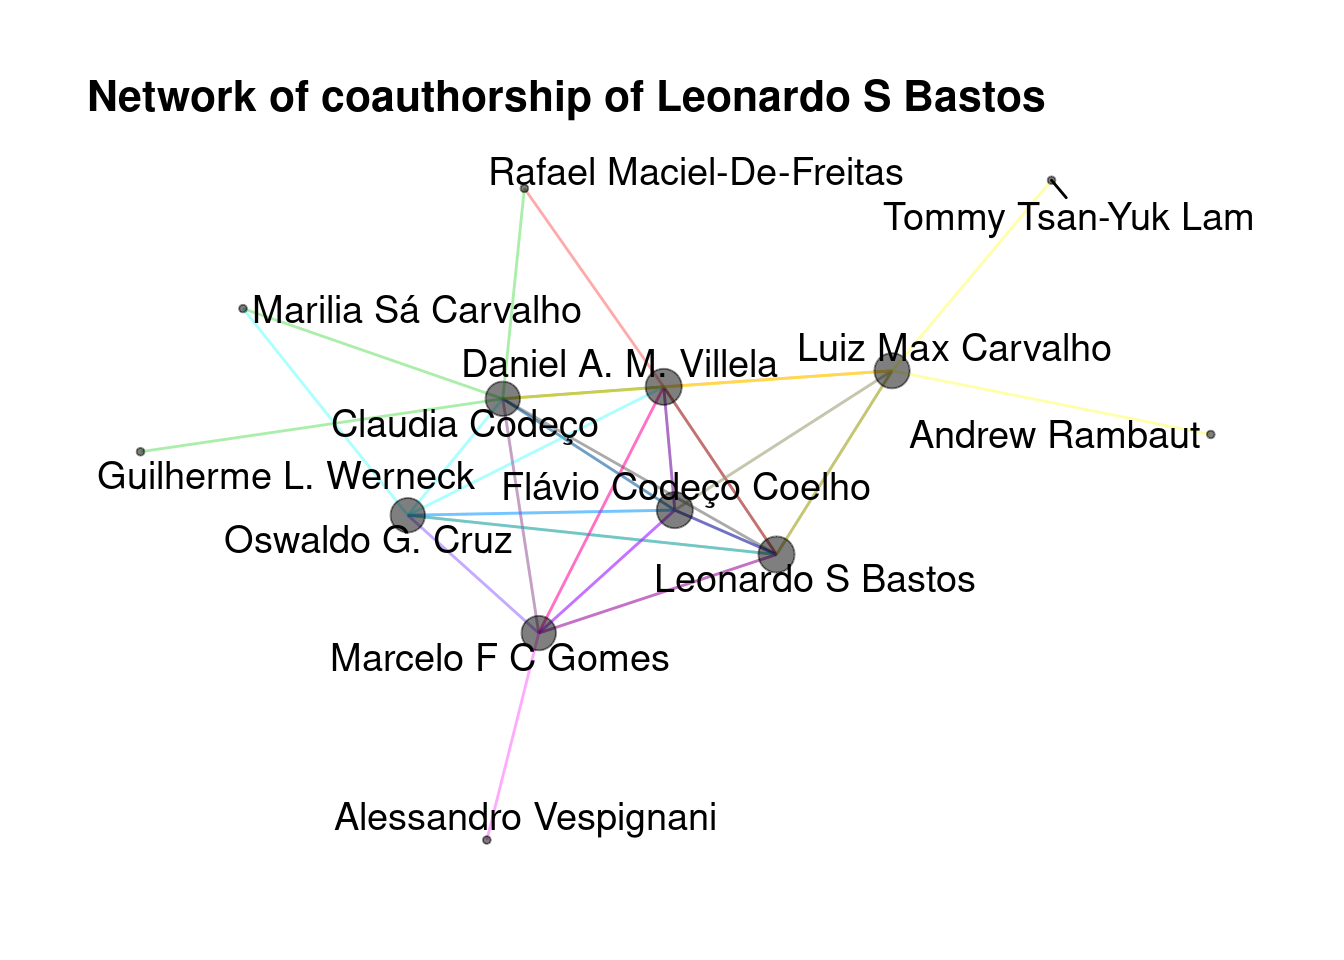 Network of coauthorship of Leonardo S Bastos
Rafael Maciel-De-Freitas
Tommy Tsan-Yuk Lam
Marilia Sá Carvalho
Luiz Max Carvalho
Daniel A. M. Villela
Claudia Codeço
Andrew Rambaut
Guilherme L. Werneck
Flávio Codeço Coelho
Oswaldo G. Cruz
Leonardo S Bastos
Marcelo F C Gomes
Alessandro Vespignani